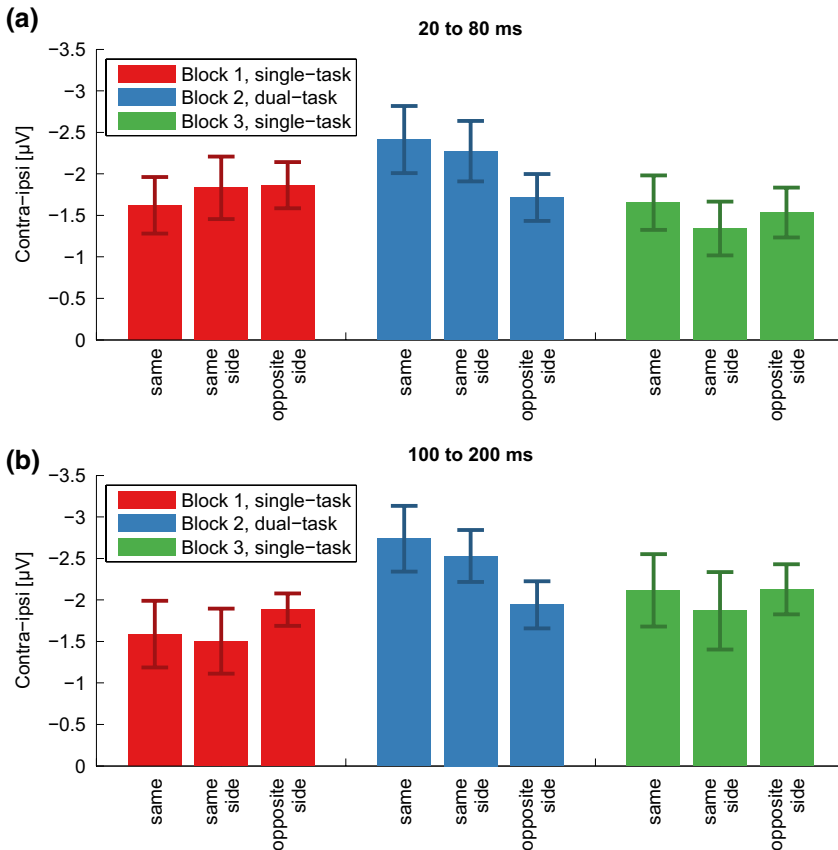 (a)
20 to 80 ms
Contra−ipsi [µV]
−3.5
−3
−2.5
−2
−1.5
−1
−0.5
0
Block 1, single−task
Block 2, dual−task
Block 3, single−task
same
same
side
opposite
side
same
same
side
opposite
side
same
same
side
opposite
side
(b)
100 to 200 ms
Contra−ipsi [µV]
−3.5
−3
−2.5
−2
−1.5
−1
−0.5
0
Block 1, single−task
Block 2, dual−task
Block 3, single−task
same
same
side
opposite
side
same
same
side
opposite
side
same
same
side
opposite
side